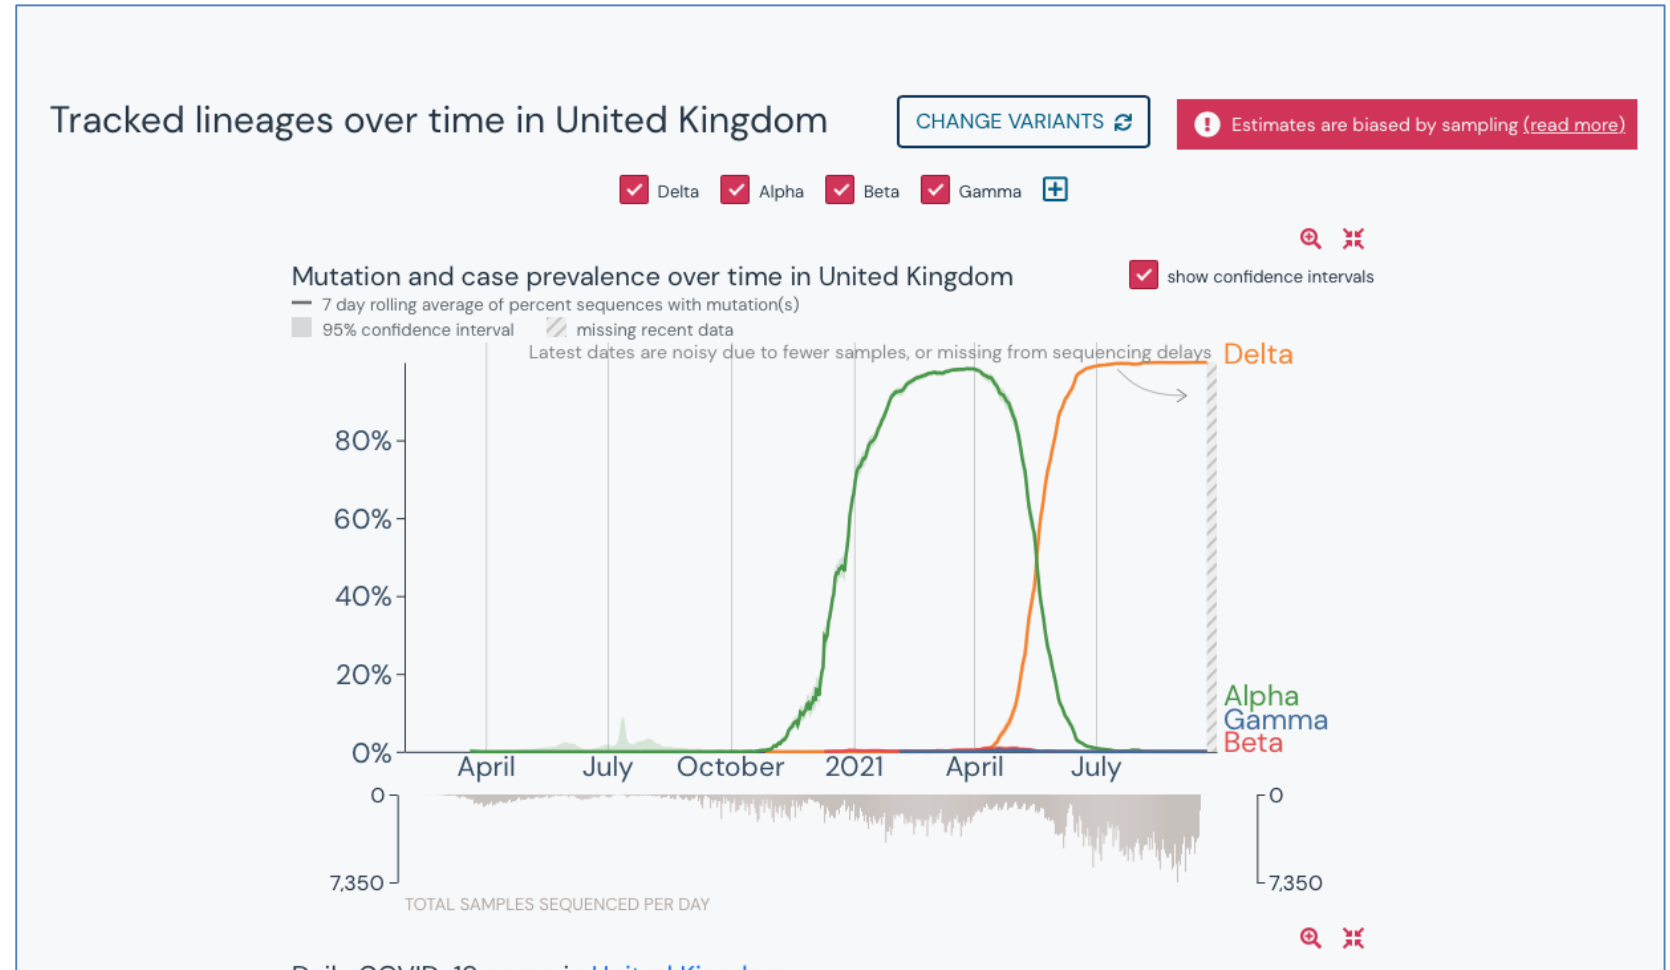 Tracked lineages over time in United Kingdom
CHANGE VARIANTS
Estimates are biased by sampling (read more)
Delta Alpha Beta Gamma
Mutation and case prevalence over time in United Kingdom
show confidence intervals
7 day rolling average of percent sequences with mutation(s)
95% confidence interval missing recent data
Latest dates are noisy due to fewer samples, or missing from sequencing delays
Delta
80%
60%
40%
20%
0%
Alpha
Gamma
Beta
April July October 2021 April July
0 0
7,350 7,350
TOTAL SAMPLES SEQUENCED PER DAY